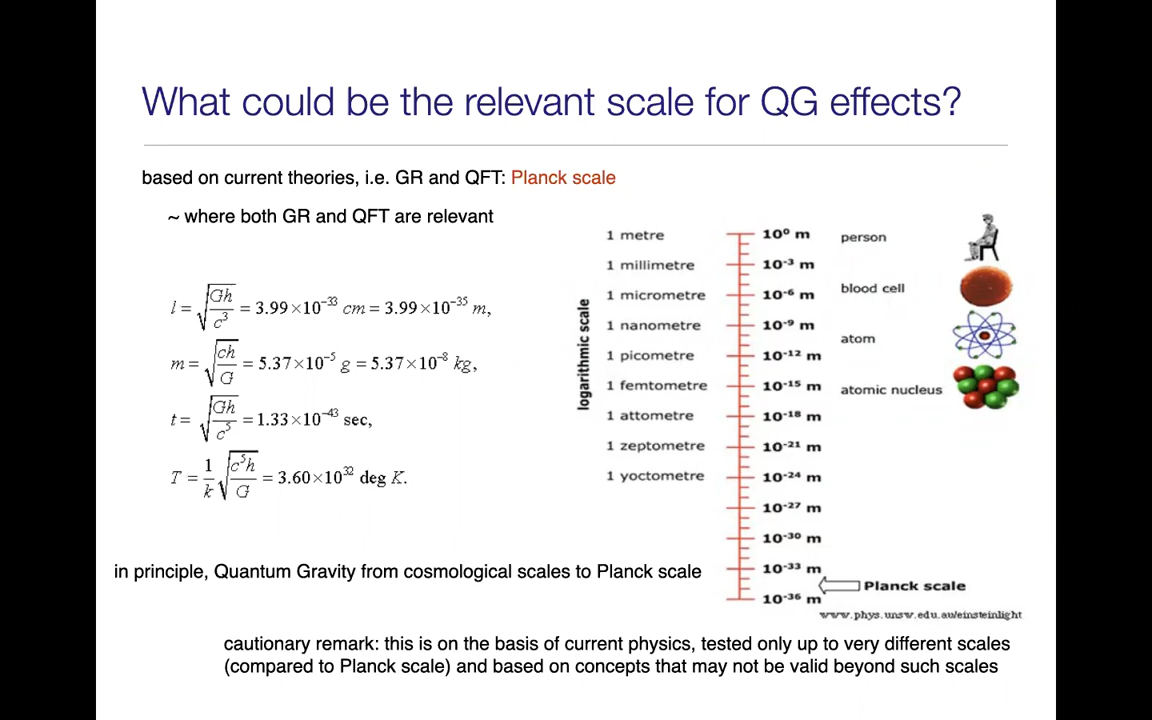 What could be the relevant scale for QG effects?
based on current theories, i.e. GR and QFT: Planck scale
~ where both GR and QFT are relevant
l = √(Gh/c³) = 3.99×10⁻³³ cm = 3.99×10⁻³⁵ m,
m = √(ch/G) = 5.37×10⁻⁵ g = 5.37×10⁻⁸ kg,
t = √(Gh/c⁵) = 1.33×10⁻⁴³ sec,
T = 1/k √(c⁵h/G) = 3.60×10³² deg K.
logarithmic scale
1 metre 10⁰ m person
1 millimetre 10⁻³ m
1 micrometre 10⁻⁶ m blood cell
1 nanometre 10⁻⁹ m
atom
1 picometre 10⁻¹² m
1 femtometre 10⁻¹⁵ m atomic nucleus
1 attometre 10⁻¹⁸ m
1 zeptometre 10⁻²¹ m
1 yoctometre 10⁻²⁴ m
10⁻²⁷ m
10⁻³⁰ m
10⁻³³ m
Planck scale
10⁻³⁶ m
www.phys.unsw.edu.au/einsteinlight
in principle, Quantum Gravity from cosmological scales to Planck scale
cautionary remark: this is on the basis of current physics, tested only up to very different scales
(compared to Planck scale) and based on concepts that may not be valid beyond such scales